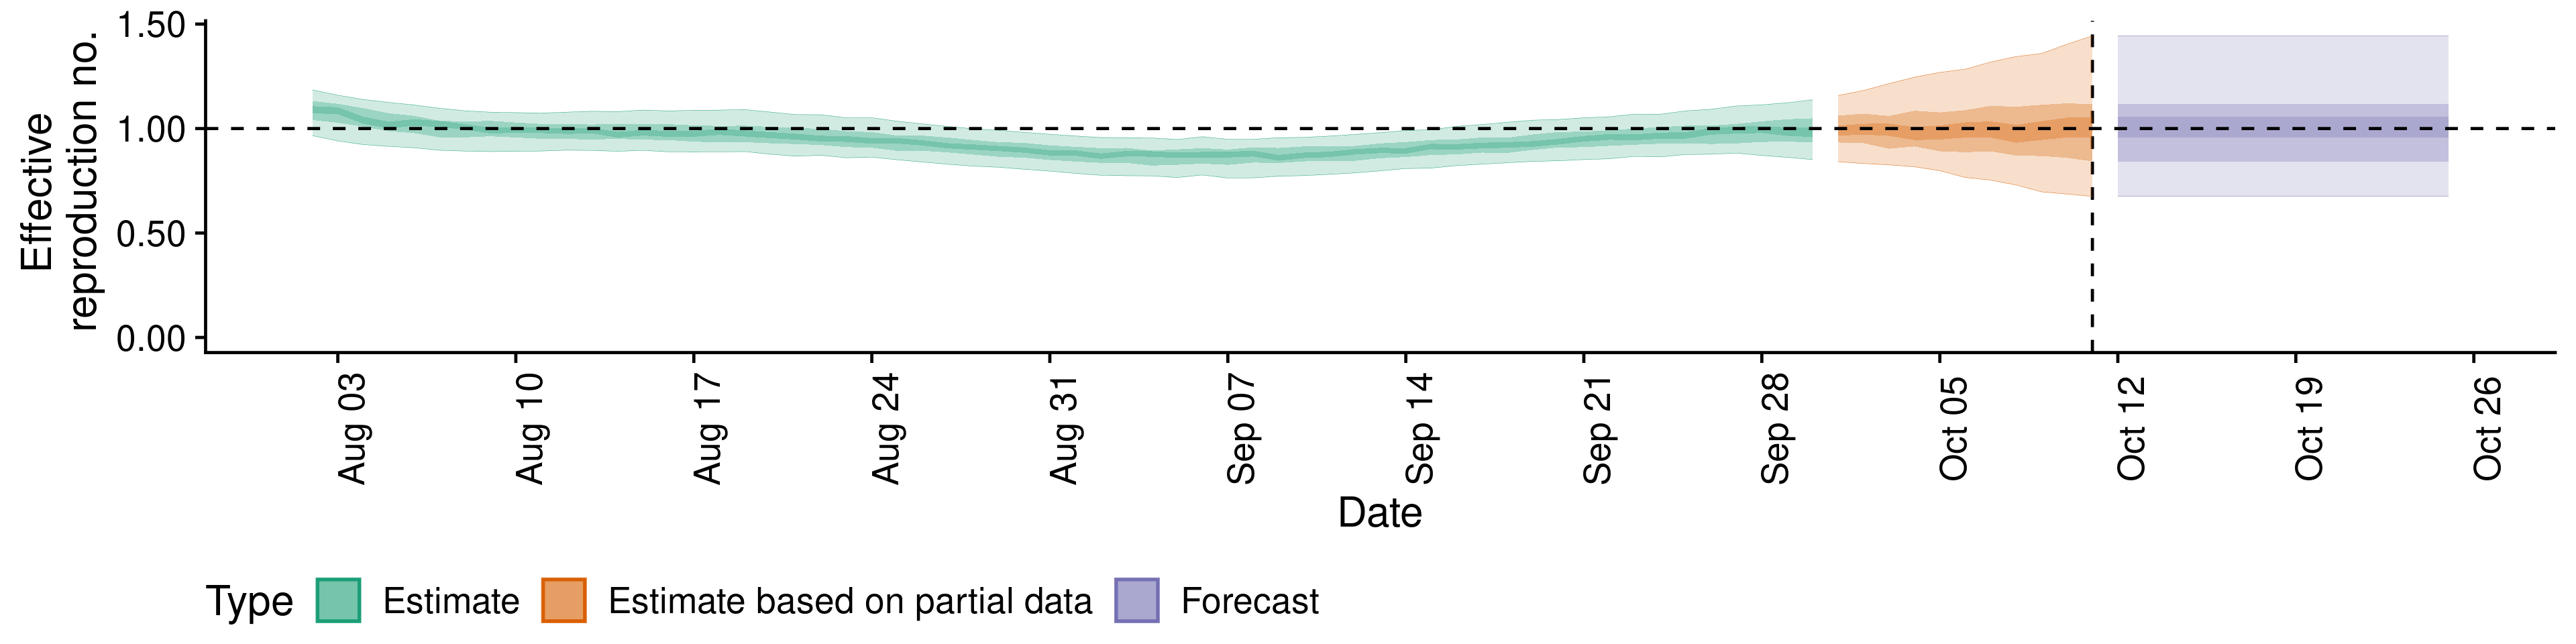 Effective
reproduction no.
1.50
1.00
0.50
0.00
Aug 03
Aug 10
Aug 17
Aug 24
Aug 31
Sep 07
Sep 14
Sep 21
Sep 28
Oct 05
Oct 12
Oct 19
Oct 26
Date
Type Estimate Estimate based on partial data Forecast